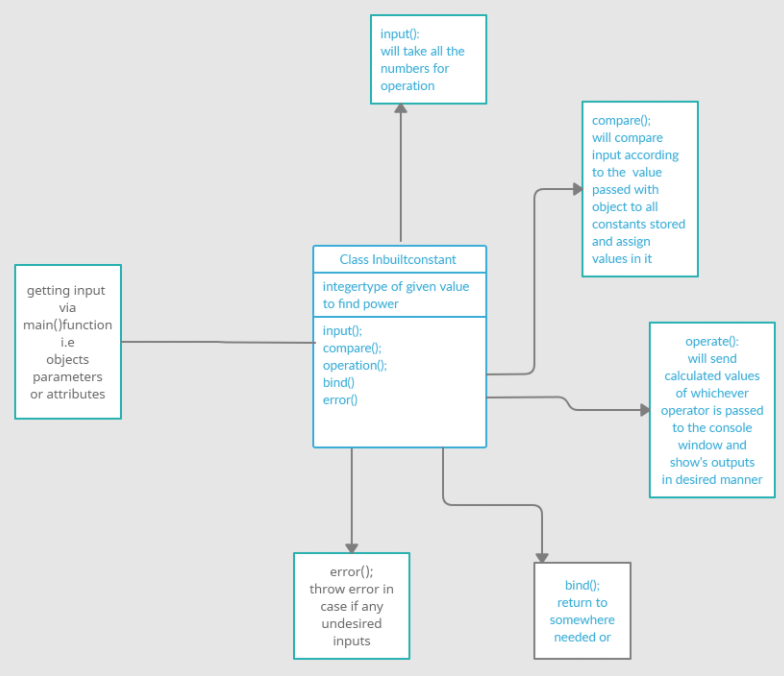 input():
will take all the
numbers for
operation
compare();
will compare
input according
to the value
passed with
object to all
constants stored
and assign
values in it
getting input
via
main()function
i.e
objects
parameters
or attributes
Class Inbuiltconstant
integertype of given value
to find power
input();
compare();
operation();
bind()
error()
operate():
will send
calculated values
of whichever
operator is passed
to the console
window and
show's outputs
in desired manner
error();
throw error in
case if any
undesired
inputs
bind();
return to
somewhere
needed or